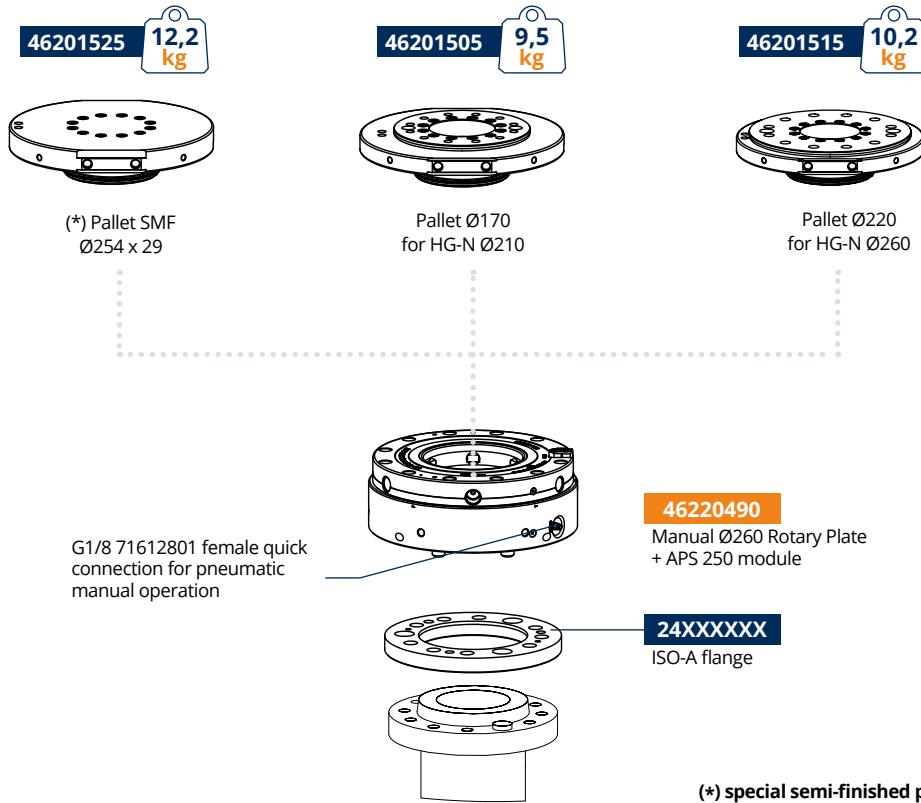 46201525
12,2
kg
46201505
9,5
kg
46201515
10,2
kg
(*) Pallet SMF
Ø254 x 29
Pallet Ø170
for HG-N Ø210
Pallet Ø220
for HG-N Ø260
G1/8 71612801 female quick
connection for pneumatic
manual operation
46220490
Manual Ø260 Rotary Plate
+ APS 250 module
24XXXXXX
ISO-A flange
(*) special semi-finished